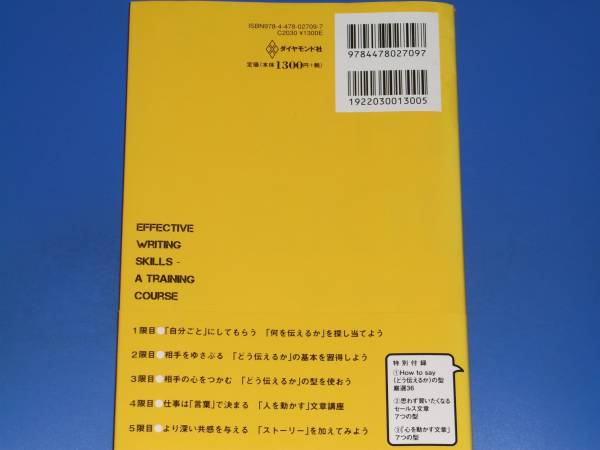 ISBN978-4-478-02709-7
C2030 ¥1300E
ダイヤモンド社
定価(本体1300円+税)
9784478027097
1922030013005
EFFECTIVE
WRITING
SKILLS -
A TRAINING
COURSE
1限目●「自分ごと」にしてもらう 「何を伝えるか」を探し当てよう
2限目●相手をゆさぶる 「どう伝えるか」の基本を習得しよう
3限目●相手の心をつかむ 「どう伝えるか」の型を使おう
4限目●仕事は「言葉」で決まる 「人を動かす」文章講座
5限目●より深い共感を与える 「ストーリー」を加えてみよう
特別付録
①How to say
(どう伝えるか)の型
厳選36
②思わず買いたくなる
セールス文章
7つの型
③「心を動かす文章」
7つの型